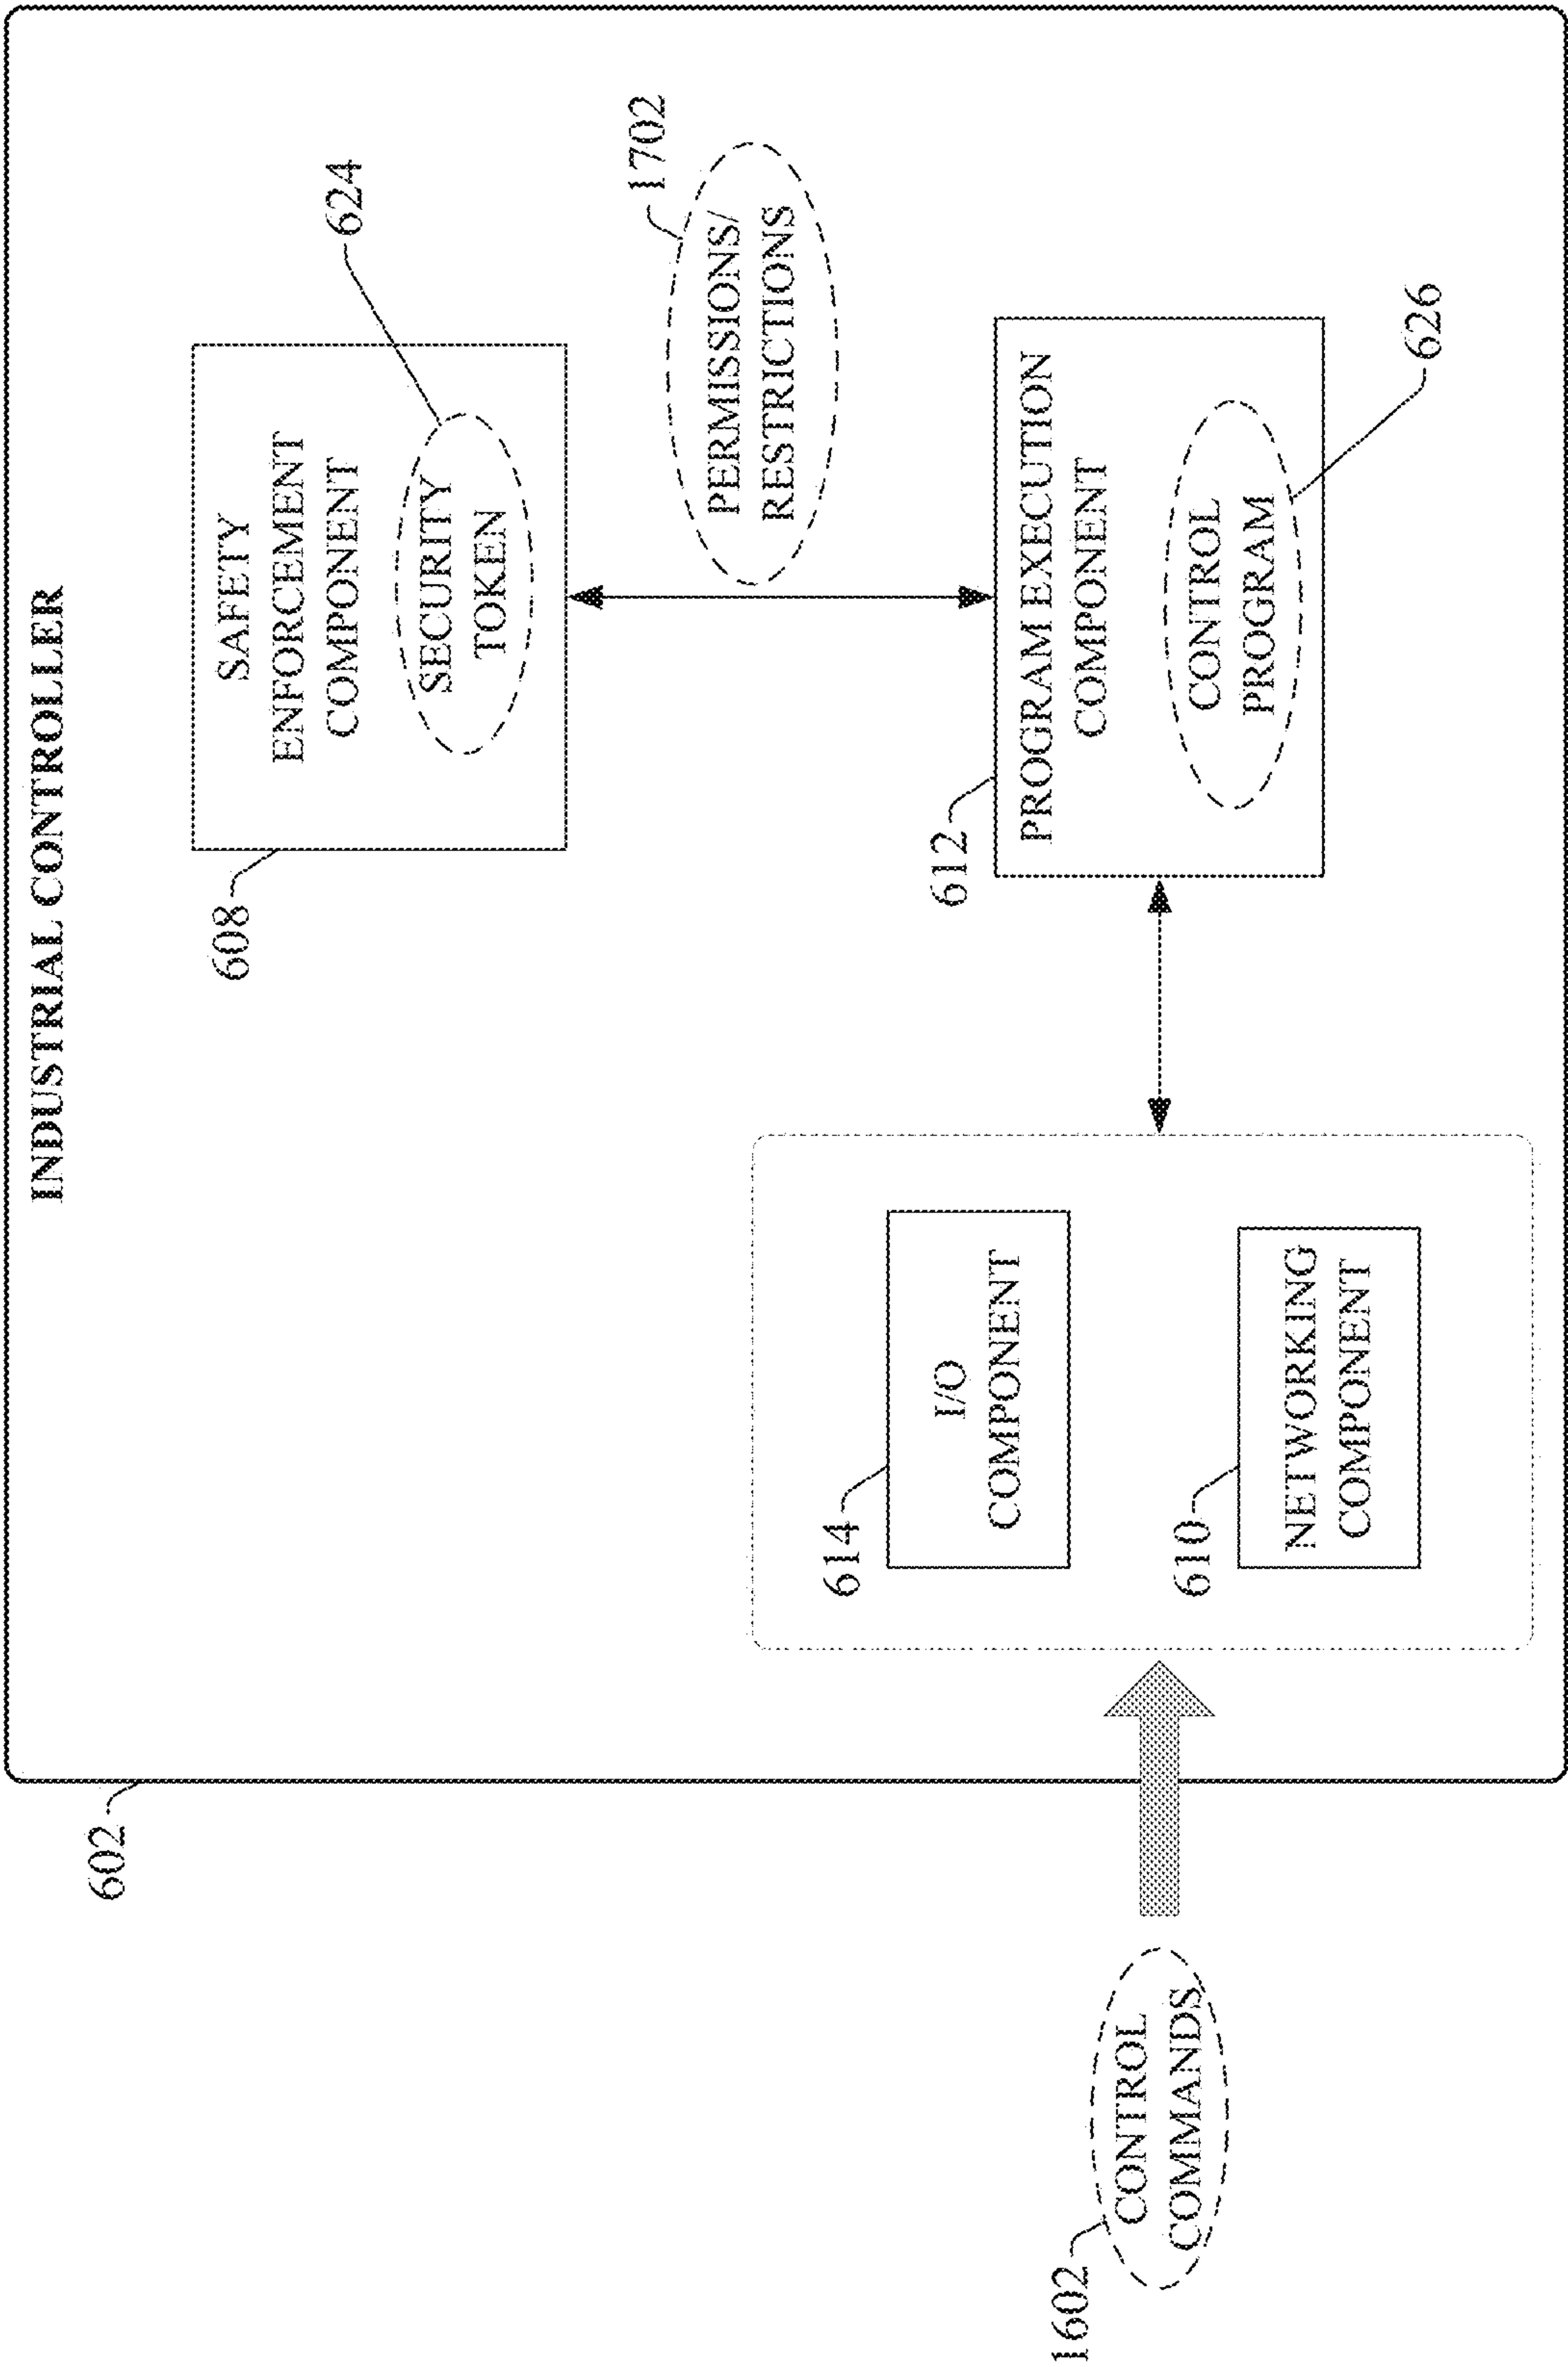 INDUSTRIAL CONTROLLER
602
608
SAFETY
ENFORCEMENT
COMPONENT
SECURITY
TOKEN
624
PERMISSIONS/
RESTRICTIONS
1702
614
I/O
COMPONENT
612
PROGRAM EXECUTION
COMPONENT
CONTROL
PROGRAM
626
1602
CONTROL
COMMANDS
610
NETWORKING
COMPONENT